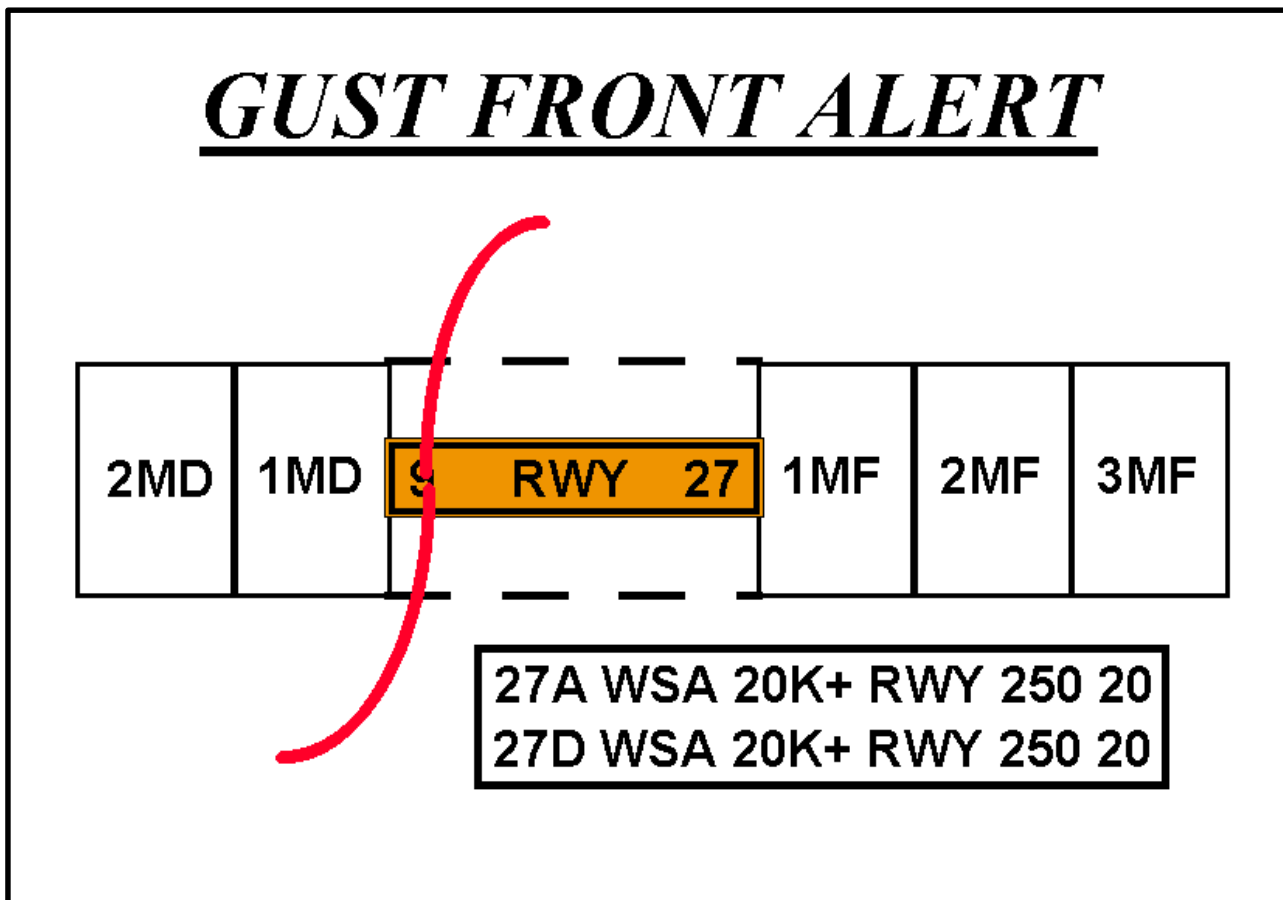 GUST FRONT ALERT
2MD 1MD 9 RWY 27 1MF 2MF 3MF
27A WSA 20K+ RWY 250 20
27D WSA 20K+ RWY 250 20